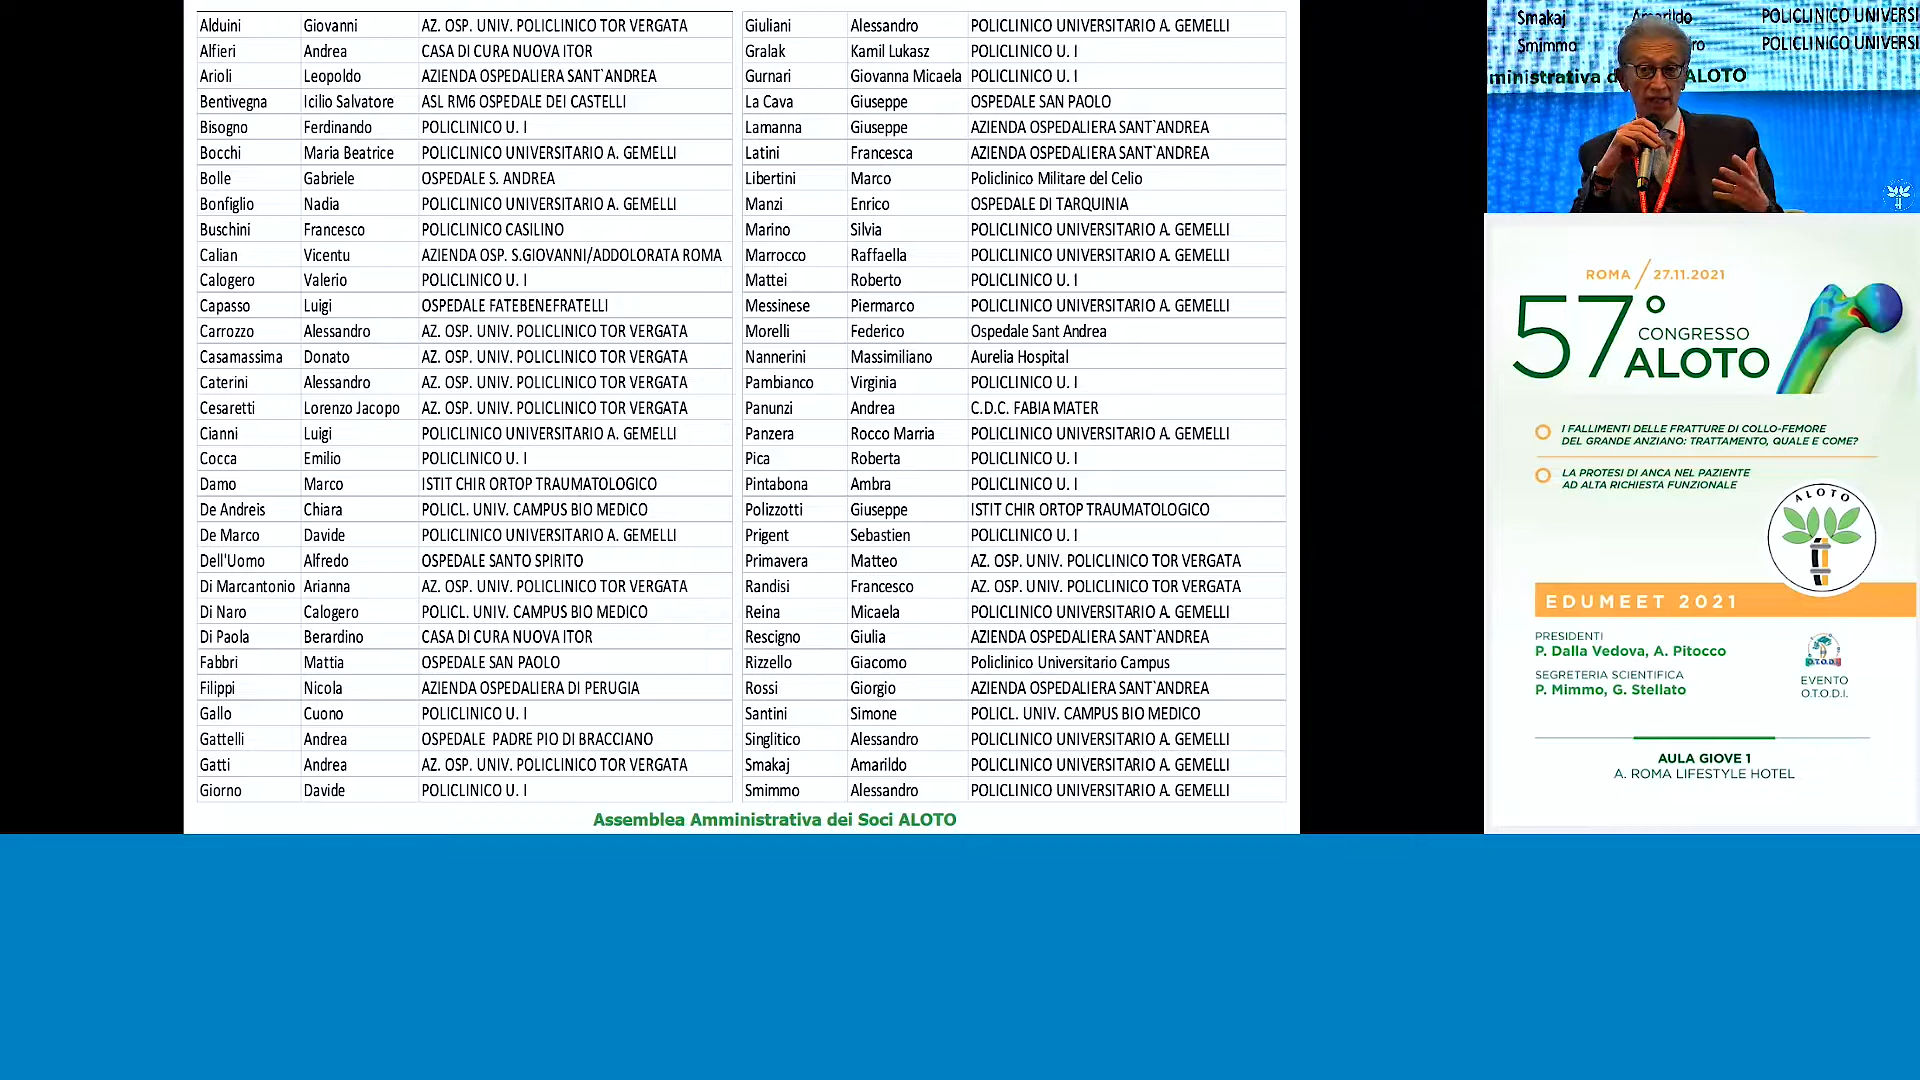 Alduini Giovanni AZ. OSP. UNIV. POLICLINICO TOR VERGATA
Alfieri Andrea CASA DI CURA NUOVA ITOR
Arioli Leopoldo AZIENDA OSPEDALIERA SANT`ANDREA
Bentivegna Icilio Salvatore ASL RM6 OSPEDALE DEI CASTELLI
Bisogno Ferdinando POLICLINICO U. I
Bocchi Maria Beatrice POLICLINICO UNIVERSITARIO A. GEMELLI
Bolle Gabriele OSPEDALE S. ANDREA
Bonfiglio Nadia POLICLINICO UNIVERSITARIO A. GEMELLI
Buschini Francesco POLICLINICO CASILINO
Calian Vicentu AZIENDA OSP. S.GIOVANNI/ADDOLORATA ROMA
Calogero Valerio POLICLINICO U. I
Capasso Luigi OSPEDALE FATEBENEFRATELLI
Carrozzo Alessandro AZ. OSP. UNIV. POLICLINICO TOR VERGATA
Casamassima Donato AZ. OSP. UNIV. POLICLINICO TOR VERGATA
Caterini Alessandro AZ. OSP. UNIV. POLICLINICO TOR VERGATA
Cesaretti Lorenzo Jacopo AZ. OSP. UNIV. POLICLINICO TOR VERGATA
Cianni Luigi POLICLINICO UNIVERSITARIO A. GEMELLI
Cocca Emilio POLICLINICO U. I
Damo Marco ISTIT CHIR ORTOP TRAUMATOLOGICO
De Andreis Chiara POLICL. UNIV. CAMPUS BIO MEDICO
De Marco Davide POLICLINICO UNIVERSITARIO A. GEMELLI
Dell'Uomo Alfredo OSPEDALE SANTO SPIRITO
Di Marcantonio Arianna AZ. OSP. UNIV. POLICLINICO TOR VERGATA
Di Naro Calogero POLICL. UNIV. CAMPUS BIO MEDICO
Di Paola Berardino CASA DI CURA NUOVA ITOR
Fabbri Mattia OSPEDALE SAN PAOLO
Filippi Nicola AZIENDA OSPEDALIERA DI PERUGIA
Gallo Cuono POLICLINICO U. I
Gattelli Andrea OSPEDALE PADRE PIO DI BRACCIANO
Gatti Andrea AZ. OSP. UNIV. POLICLINICO TOR VERGATA
Giorno Davide POLICLINICO U. I
Giuliani Alessandro POLICLINICO UNIVERSITARIO A. GEMELLI
Gralak Kamil Lukasz POLICLINICO U. I
Gurnari Giovanna Micaela POLICLINICO U. I
La Cava Giuseppe OSPEDALE SAN PAOLO
Lamanna Giuseppe AZIENDA OSPEDALIERA SANT`ANDREA
Latini Francesca AZIENDA OSPEDALIERA SANT`ANDREA
Libertini Marco Policlinico Militare del Celio
Manzi Enrico OSPEDALE DI TARQUINIA
Marino Silvia POLICLINICO UNIVERSITARIO A. GEMELLI
Marrocco Raffaella POLICLINICO UNIVERSITARIO A. GEMELLI
Mattei Roberto POLICLINICO U. I
Messinese Piermarco POLICLINICO UNIVERSITARIO A. GEMELLI
Morelli Federico Ospedale Sant Andrea
Nannerini Massimiliano Aurelia Hospital
Pambianco Virginia POLICLINICO U. I
Panunzi Andrea C.D.C. FABIA MATER
Panzera Rocco Marria POLICLINICO UNIVERSITARIO A. GEMELLI
Pica Roberta POLICLINICO U. I
Pintabona Ambra POLICLINICO U. I
Polizzotti Giuseppe ISTIT CHIR ORTOP TRAUMATOLOGICO
Prigent Sebastien POLICLINICO U. I
Primavera Matteo AZ. OSP. UNIV. POLICLINICO TOR VERGATA
Randisi Francesco AZ. OSP. UNIV. POLICLINICO TOR VERGATA
Reina Micaela POLICLINICO UNIVERSITARIO A. GEMELLI
Rescigno Giulia AZIENDA OSPEDALIERA SANT`ANDREA
Rizzello Giacomo Policlinico Universitario Campus
Rossi Giorgio AZIENDA OSPEDALIERA SANT`ANDREA
Santini Simone POLICL. UNIV. CAMPUS BIO MEDICO
Singlitico Alessandro POLICLINICO UNIVERSITARIO A. GEMELLI
Smakaj Amarildo POLICLINICO UNIVERSITARIO A. GEMELLI
Smimmo Alessandro POLICLINICO UNIVERSITARIO A. GEMELLI
Assemblea Amministrativa dei Soci ALOTO
Smakaj POLICLINICO UNIVERSI
Smimmo ro POLICLINICO UNIVERSI
ministrativa d ALOTO
ROMA / 27.11.2021
57° CONGRESSO
ALOTO
I FALLIMENTI DELLE FRATTURE DI COLLO-FEMORE
DEL GRANDE ANZIANO: TRATTAMENTO, QUALE E COME?
LA PROTESI DI ANCA NEL PAZIENTE
AD ALTA RICHIESTA FUNZIONALE
ALOTO
EDUMEET 2021
PRESIDENTI
P. Dalla Vedova, A. Pitocco
SEGRETERIA SCIENTIFICA
P. Mimmo, G. Stellato
O.T.O.D.I.
EVENTO
O.T.O.D.I.
AULA GIOVE 1
A. ROMA LIFESTYLE HOTEL